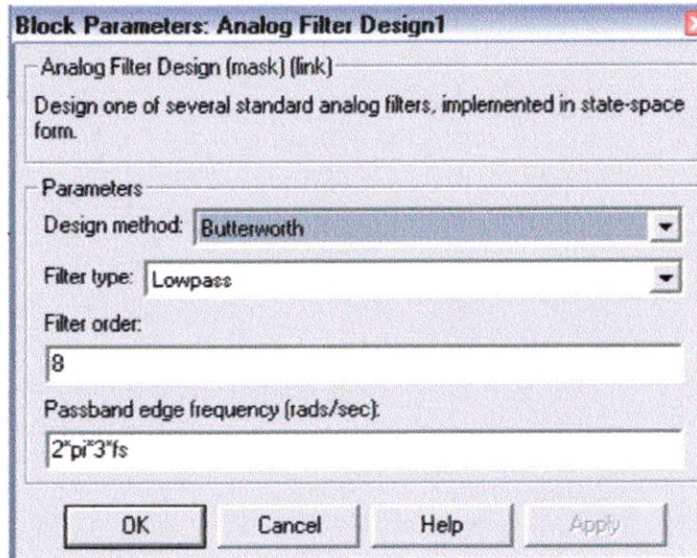 Block Parameters: Analog Filter Design1
Analog Filter Design (mask) (link)
Design one of several standard analog filters, implemented in state-space
form.
Parameters
Design method: Butterworth
Filter type: Lowpass
Filter order:
8
Passband edge frequency (rads/sec):
2*pi*3*fs
OK Cancel Help Apply